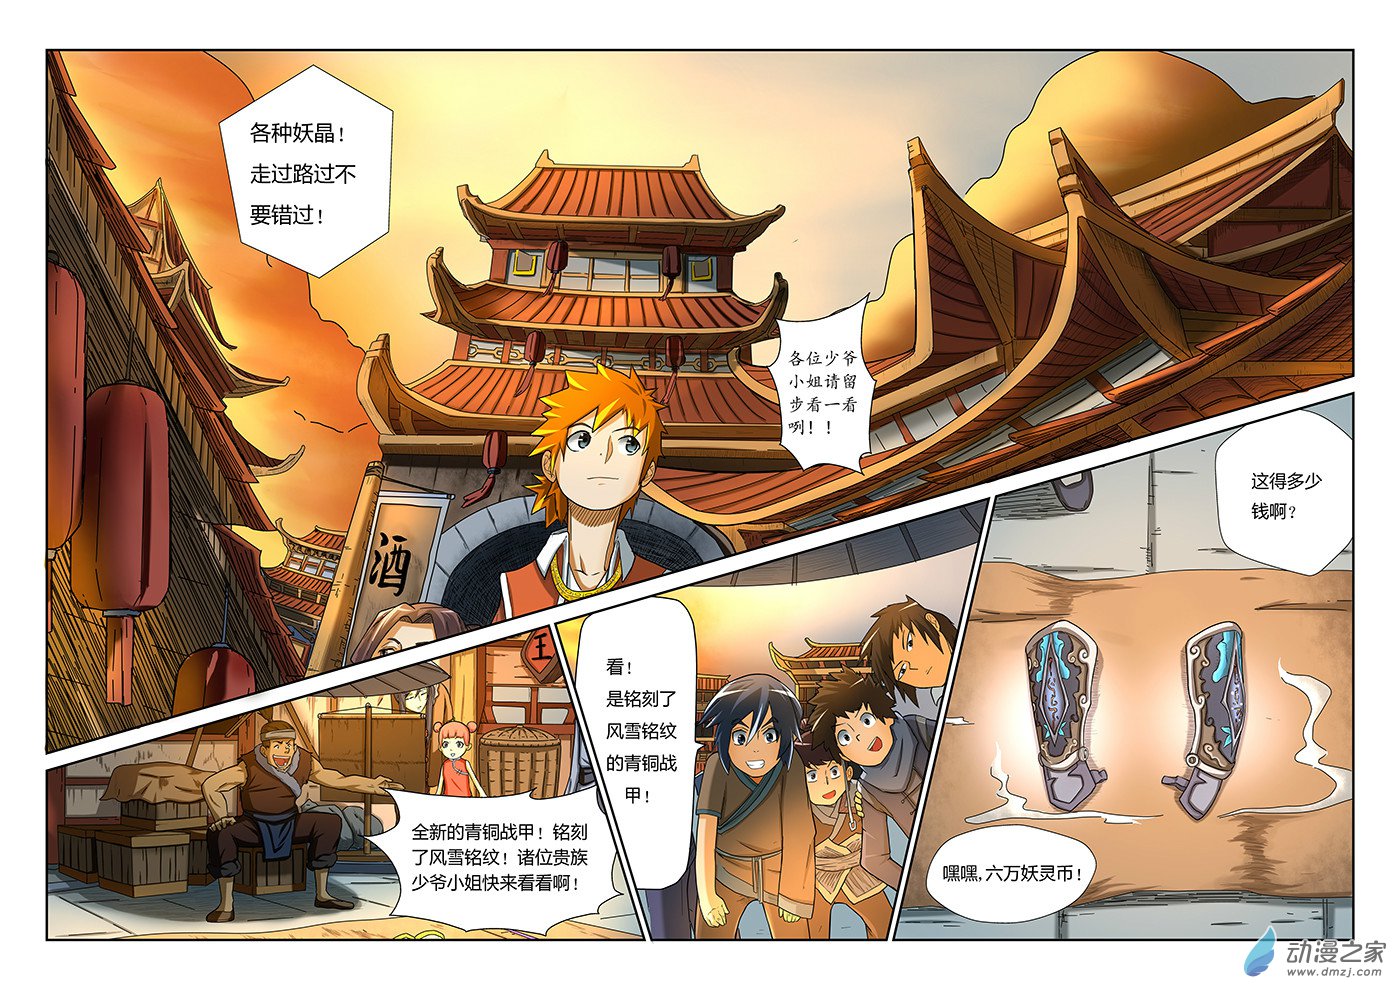 各种妖晶！
走过路过不
要错过！
各位少爷
小姐请留
步看一看
咧！！
酒
王
全新的青铜战甲！铭刻
了风雪铭纹！诸位贵族
少爷小姐快来看看啊！
看！
是铭刻了
风雪铭纹
的青铜战
甲！
这得多少
钱啊？
嘿嘿,六万妖灵币！
动漫之家
www.dmzj.com